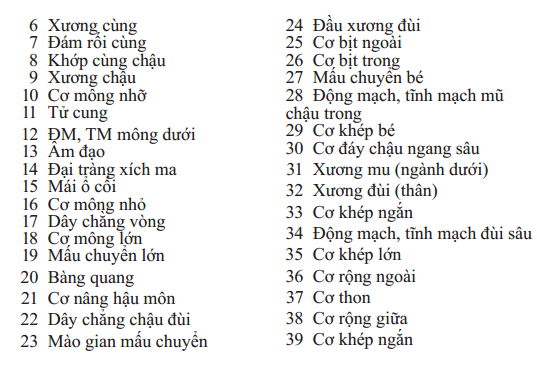 6 Xương cùng
7 Đám rối cùng
8 Khớp cùng chậu
9 Xương chậu
10 Cơ mông nhỡ
11 Tử cung
12 ĐM, TM mông dưới
13 Âm đạo
14 Đại tràng xích ma
15 Mái ổ cối
16 Cơ mông nhỏ
17 Dây chằng vòng
18 Cơ mông lớn
19 Mấu chuyển lớn
20 Bàng quang
21 Cơ nâng hậu môn
22 Dây chằng chậu đùi
23 Mào gian mấu chuyển
24 Đầu xương đùi
25 Cơ bịt ngoài
26 Cơ bịt trong
27 Mấu chuyển bé
28 Động mạch, tĩnh mạch mũ
chậu trong
29 Cơ khép bé
30 Cơ đáy chậu ngang sâu
31 Xương mu (ngành dưới)
32 Xương đùi (thân)
33 Cơ khép ngắn
34 Động mạch, tĩnh mạch đùi sâu
35 Cơ khép lớn
36 Cơ rộng ngoài
37 Cơ thon
38 Cơ rộng giữa
39 Cơ khép ngắn